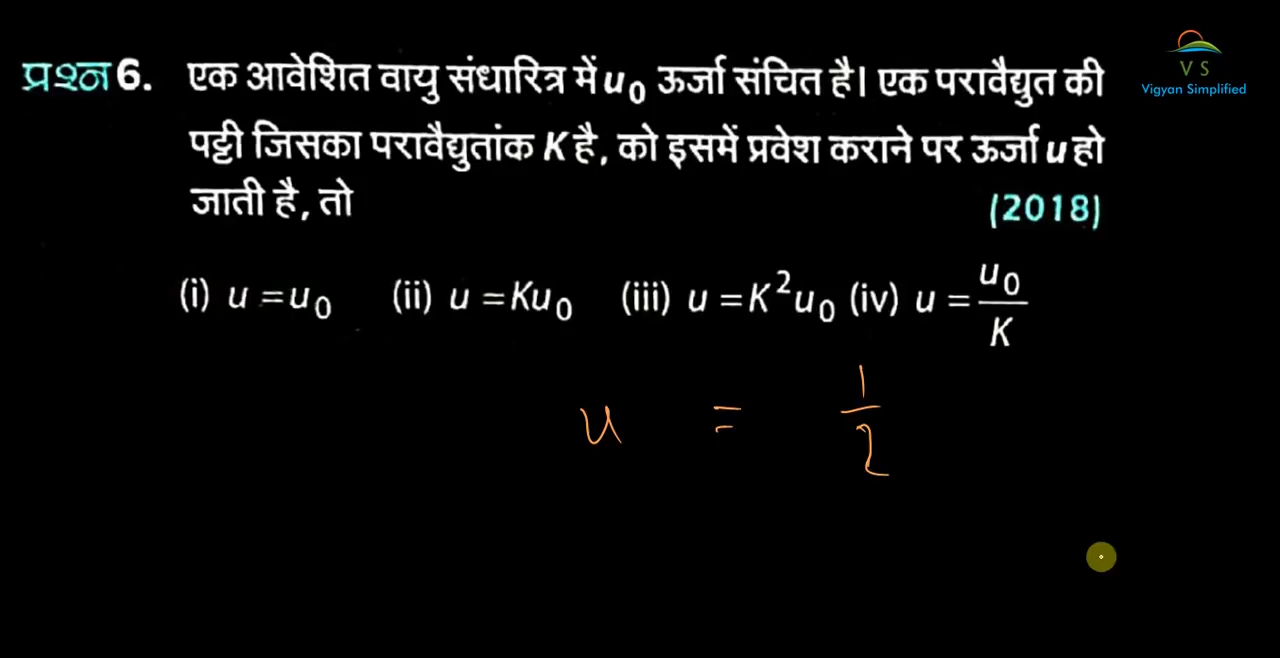 V S
Vigyan Simplified
प्रश्न 6. एक आवेशित वायु संधारित्र में u₀ ऊर्जा संचित है। एक परावैद्युत की
पट्टी जिसका परावैद्युतांक K है, को इसमें प्रवेश कराने पर ऊर्जा u हो
जाती है, तो (2018)
(i) u = u₀ (ii) u = Ku₀ (iii) u = K²u₀ (iv) u = u₀/K
u = 1/2